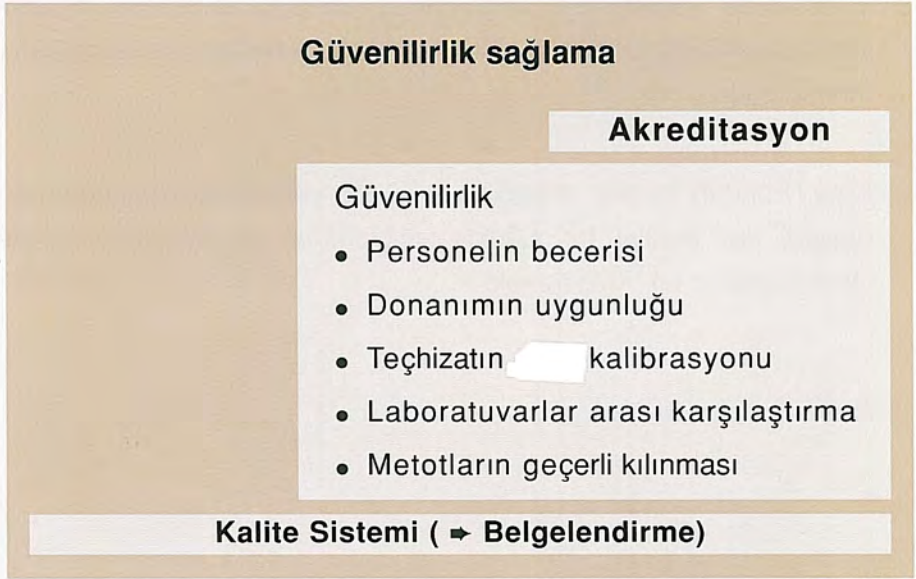 Güvenilirlik sağlama
Akreditasyon
Güvenilirlik
• Personelin becerisi
• Donanımın uygunluğu
• Teçhizatın kalibrasyonu
• Laboratuvarlar arası karşılaştırma
• Metotların geçerli kılınması
Kalite Sistemi ( ➨ Belgelendirme)